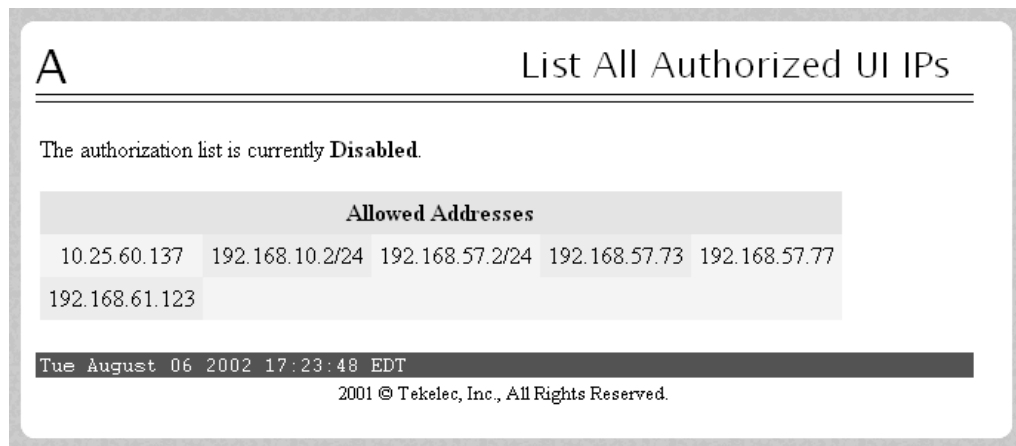 A
List All Authorized UI IPs
The authorization list is currently Disabled.
Allowed Addresses
10.25.60.137 192.168.10.2/24 192.168.57.2/24 192.168.57.73 192.168.57.77
192.168.61.123
Tue August 06 2002 17:23:48 EDT
2001 © Tekelec, Inc., All Rights Reserved.